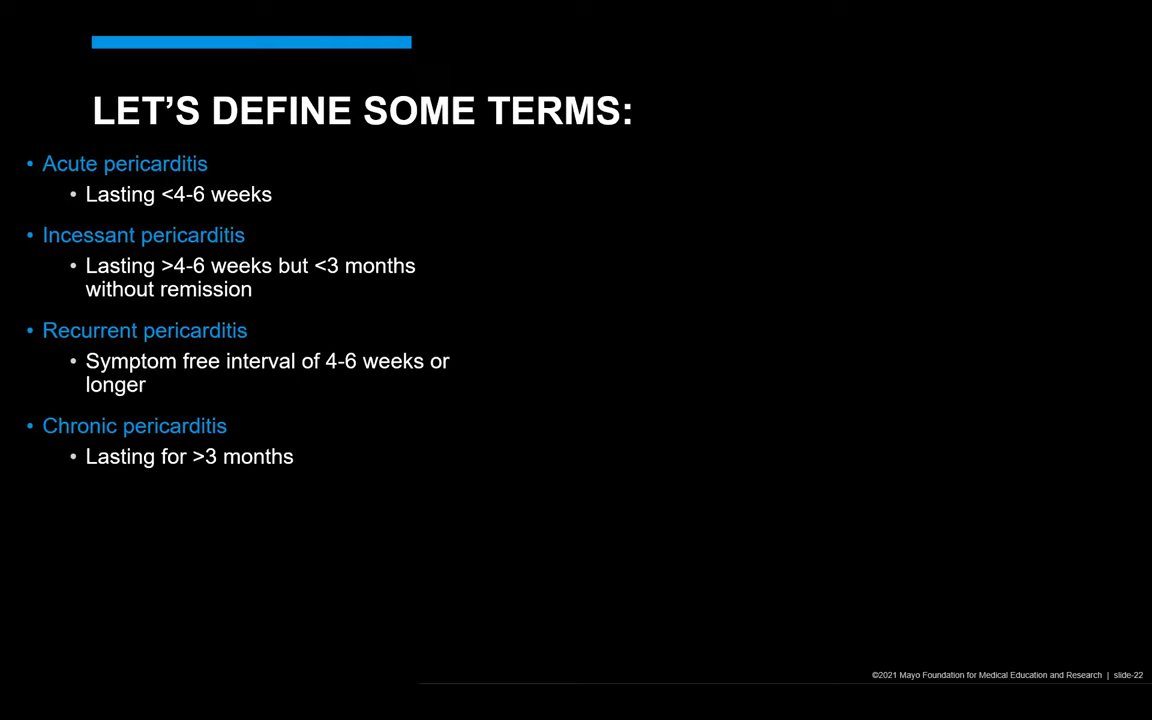 LET’S DEFINE SOME TERMS:
• Acute pericarditis
• Lasting <4-6 weeks
• Incessant pericarditis
• Lasting >4-6 weeks but <3 months
without remission
• Recurrent pericarditis
• Symptom free interval of 4-6 weeks or
longer
• Chronic pericarditis
• Lasting for >3 months
©2021 Mayo Foundation for Medical Education and Research | slide-22